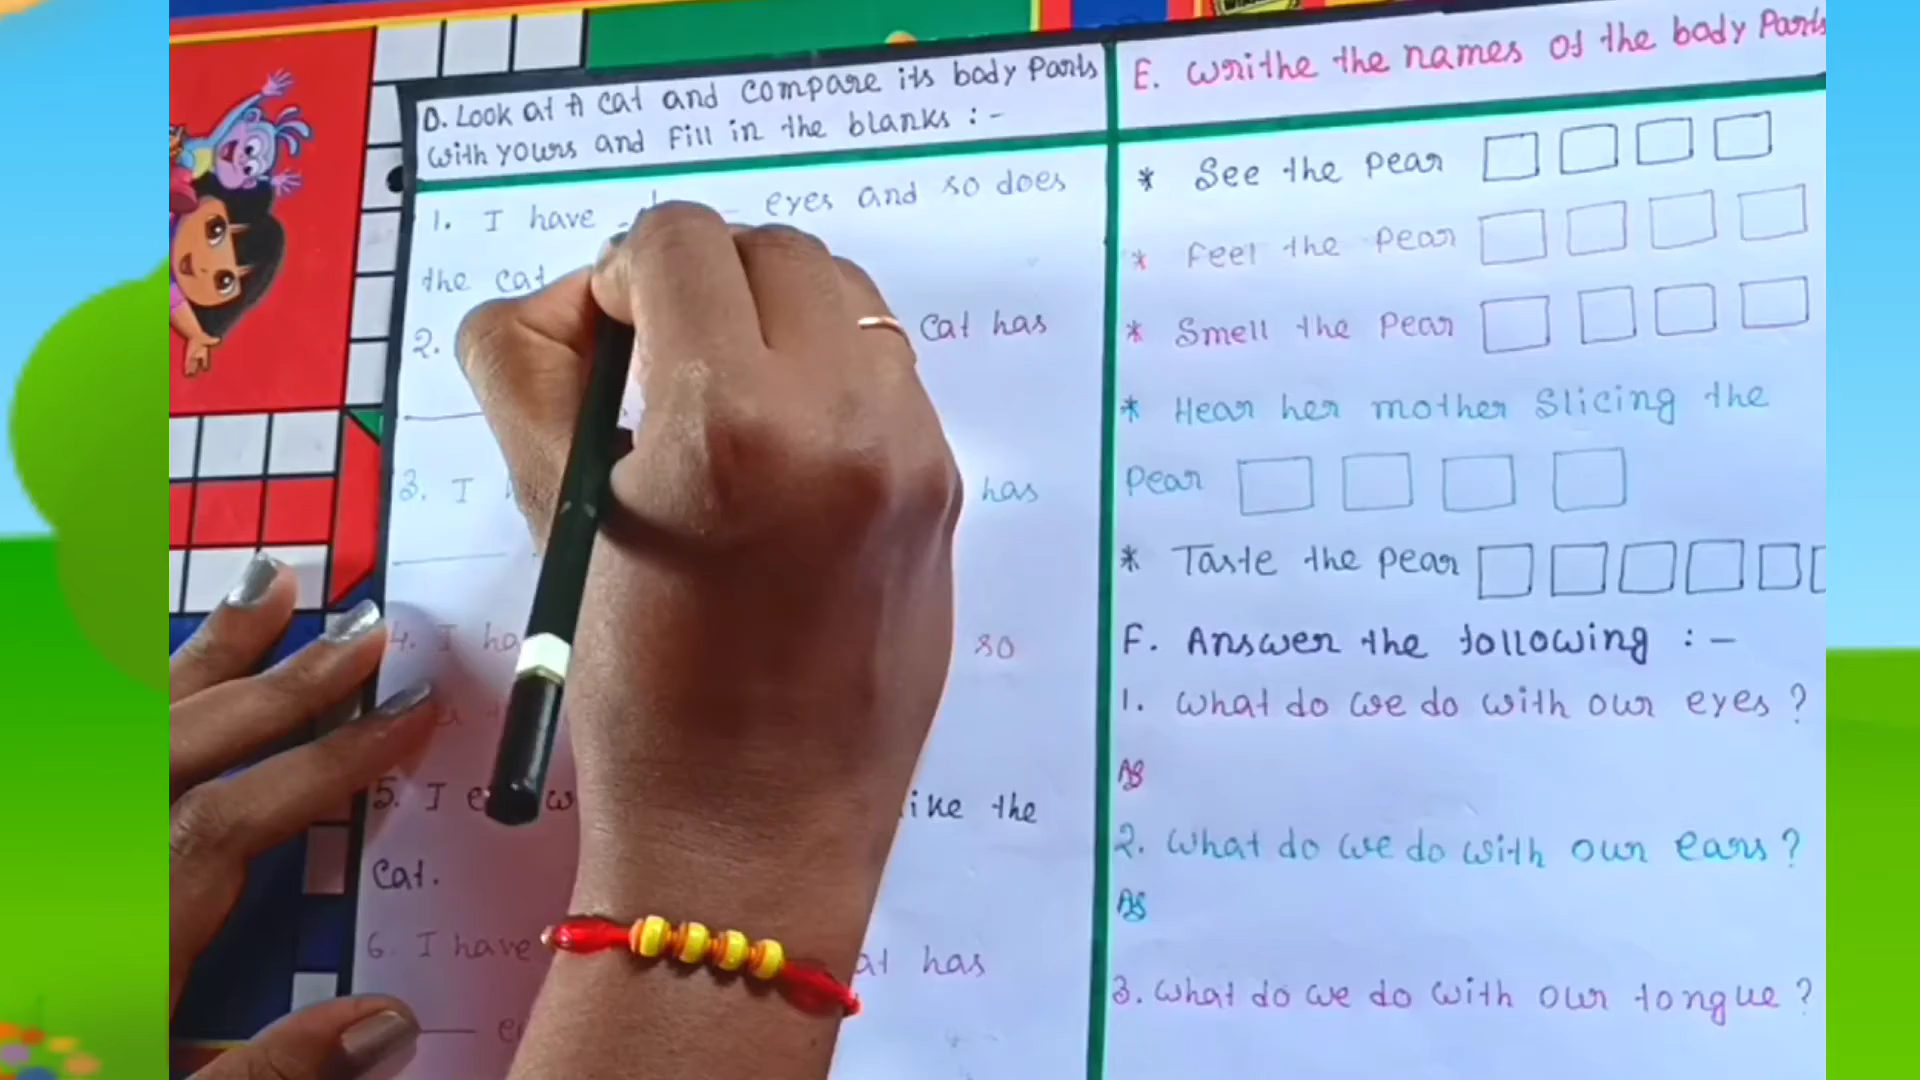 D. Look at A cat and compare its body Parts
with yours and Fill in the blanks : -
1. I have eyes and so does
the cat
2. Cat has
3. I has
4. I so
5. I the
Cat.
6. I have has
E. Writhe the names of the body Parts
* See the pear
* Feel the Pear
* Smell the Pear
* Hear her mother Slicing the
Pear
* Taste the pear
F. Answer the following : -
1. What do we do with our eyes ?
AS
2. What do we do with our ears ?
AS
3. What do we do with our tongue ?